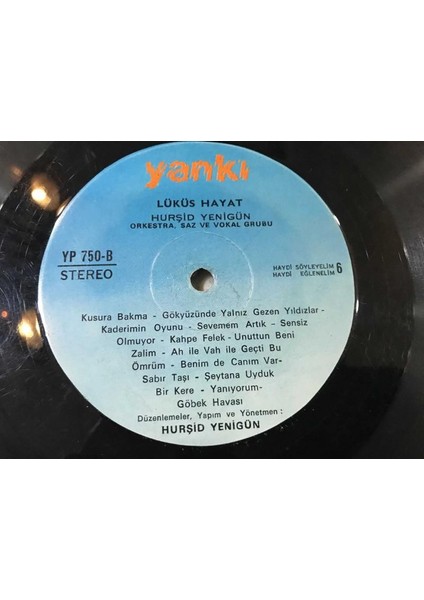 yankı
LÜKÜS HAYAT
HURŞİD YENİGÜN
ORKESTRA, SAZ VE VOKAL GRUBU
YP 750-B
STEREO
HAYDİ SÖYLEYELİM 6
HAYDİ EĞLENELİM
Kusura Bakma - Gökyüzünde Yalnız Gezen Yıldızlar -
Kaderimin Oyunu - Sevemem Artık - Sensiz
Olmuyor - Kahpe Felek - Unuttun Beni
Zalim - Ah ile Vah ile Geçti Bu
Ömrüm - Benim de Canım Var-
Sabır Taşı - Şeytana Uyduk
Bir Kere - Yanıyorum-
Göbek Havası
Düzenlemeler, Yapım ve Yönetmen :
HURŞİD YENİGÜN